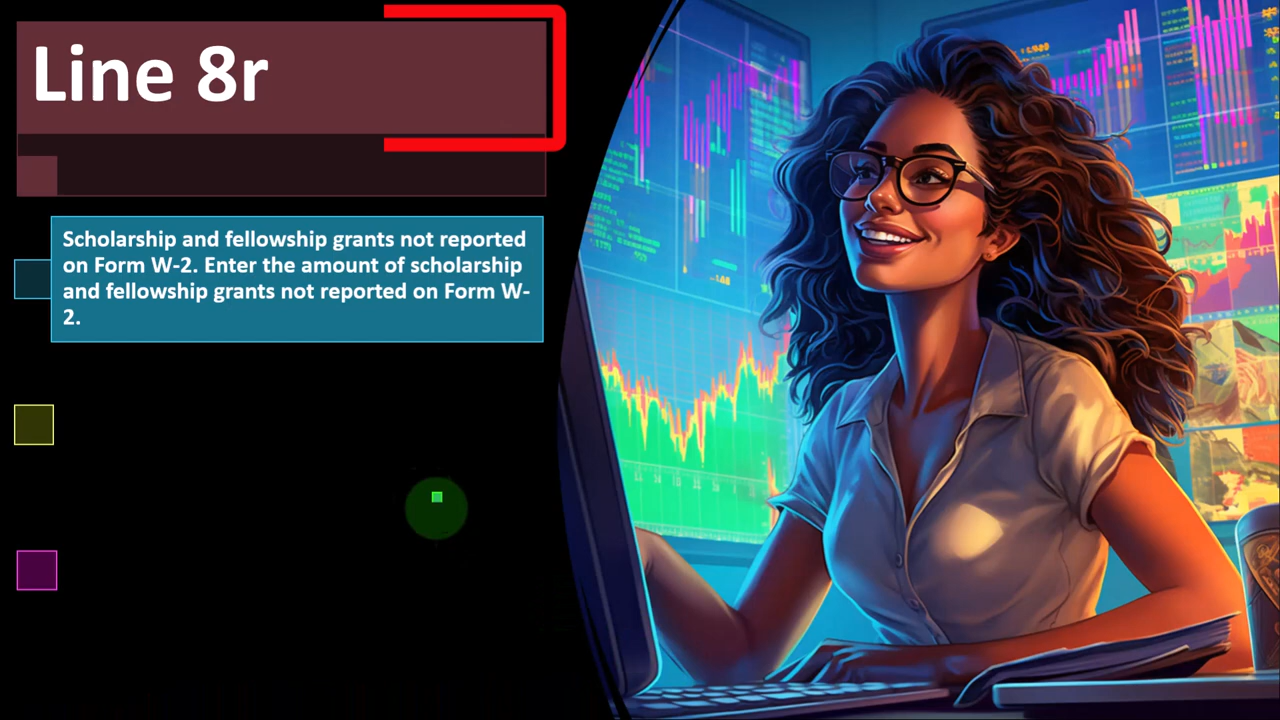 Line 8r
Scholarship and fellowship grants not reported
on Form W-2. Enter the amount of scholarship
and fellowship grants not reported on Form W-
2.